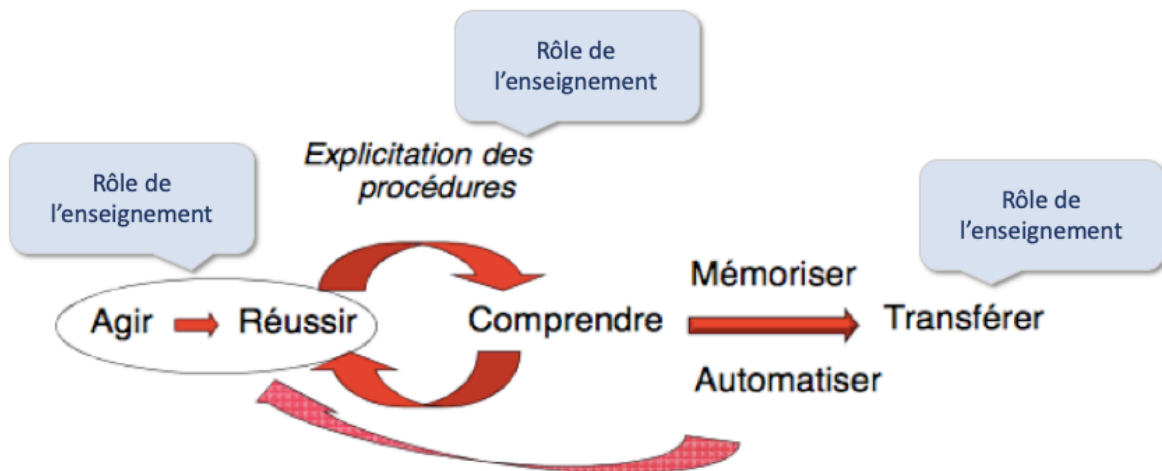 Rôle de
l'enseignement
Explicitation des
procédures
Rôle de
l'enseignement
Rôle de
l'enseignement
Mémoriser
Agir
Réussir
Comprendre
Transférer
Automatiser